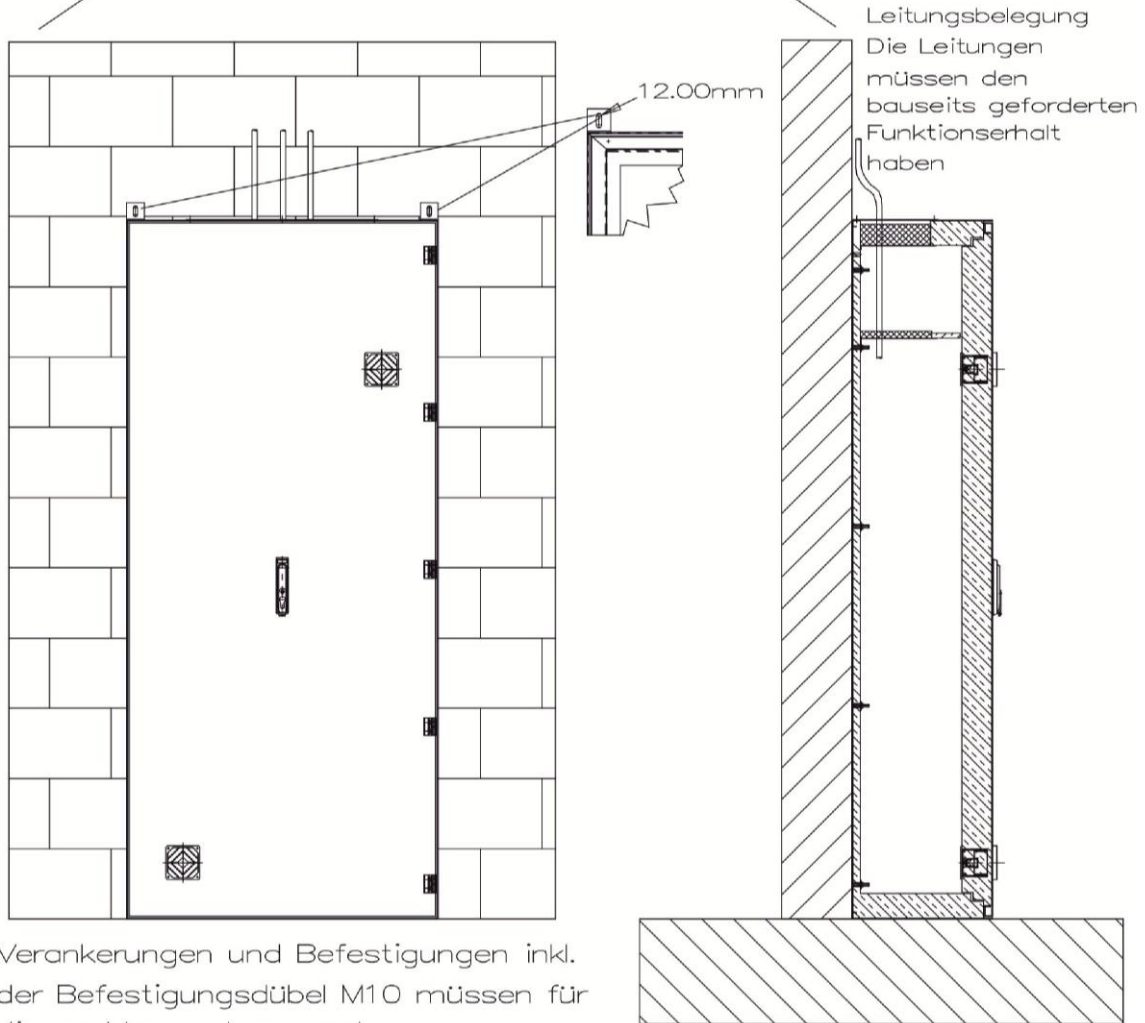 Leitungsbelegung
Die Leitungen
müssen den
bauseits geforderten
Funktionserhalt
haben
12.00mm
Verankerungen und Befestigungen inkl.
der Befestigungsdübel M10 müssen für